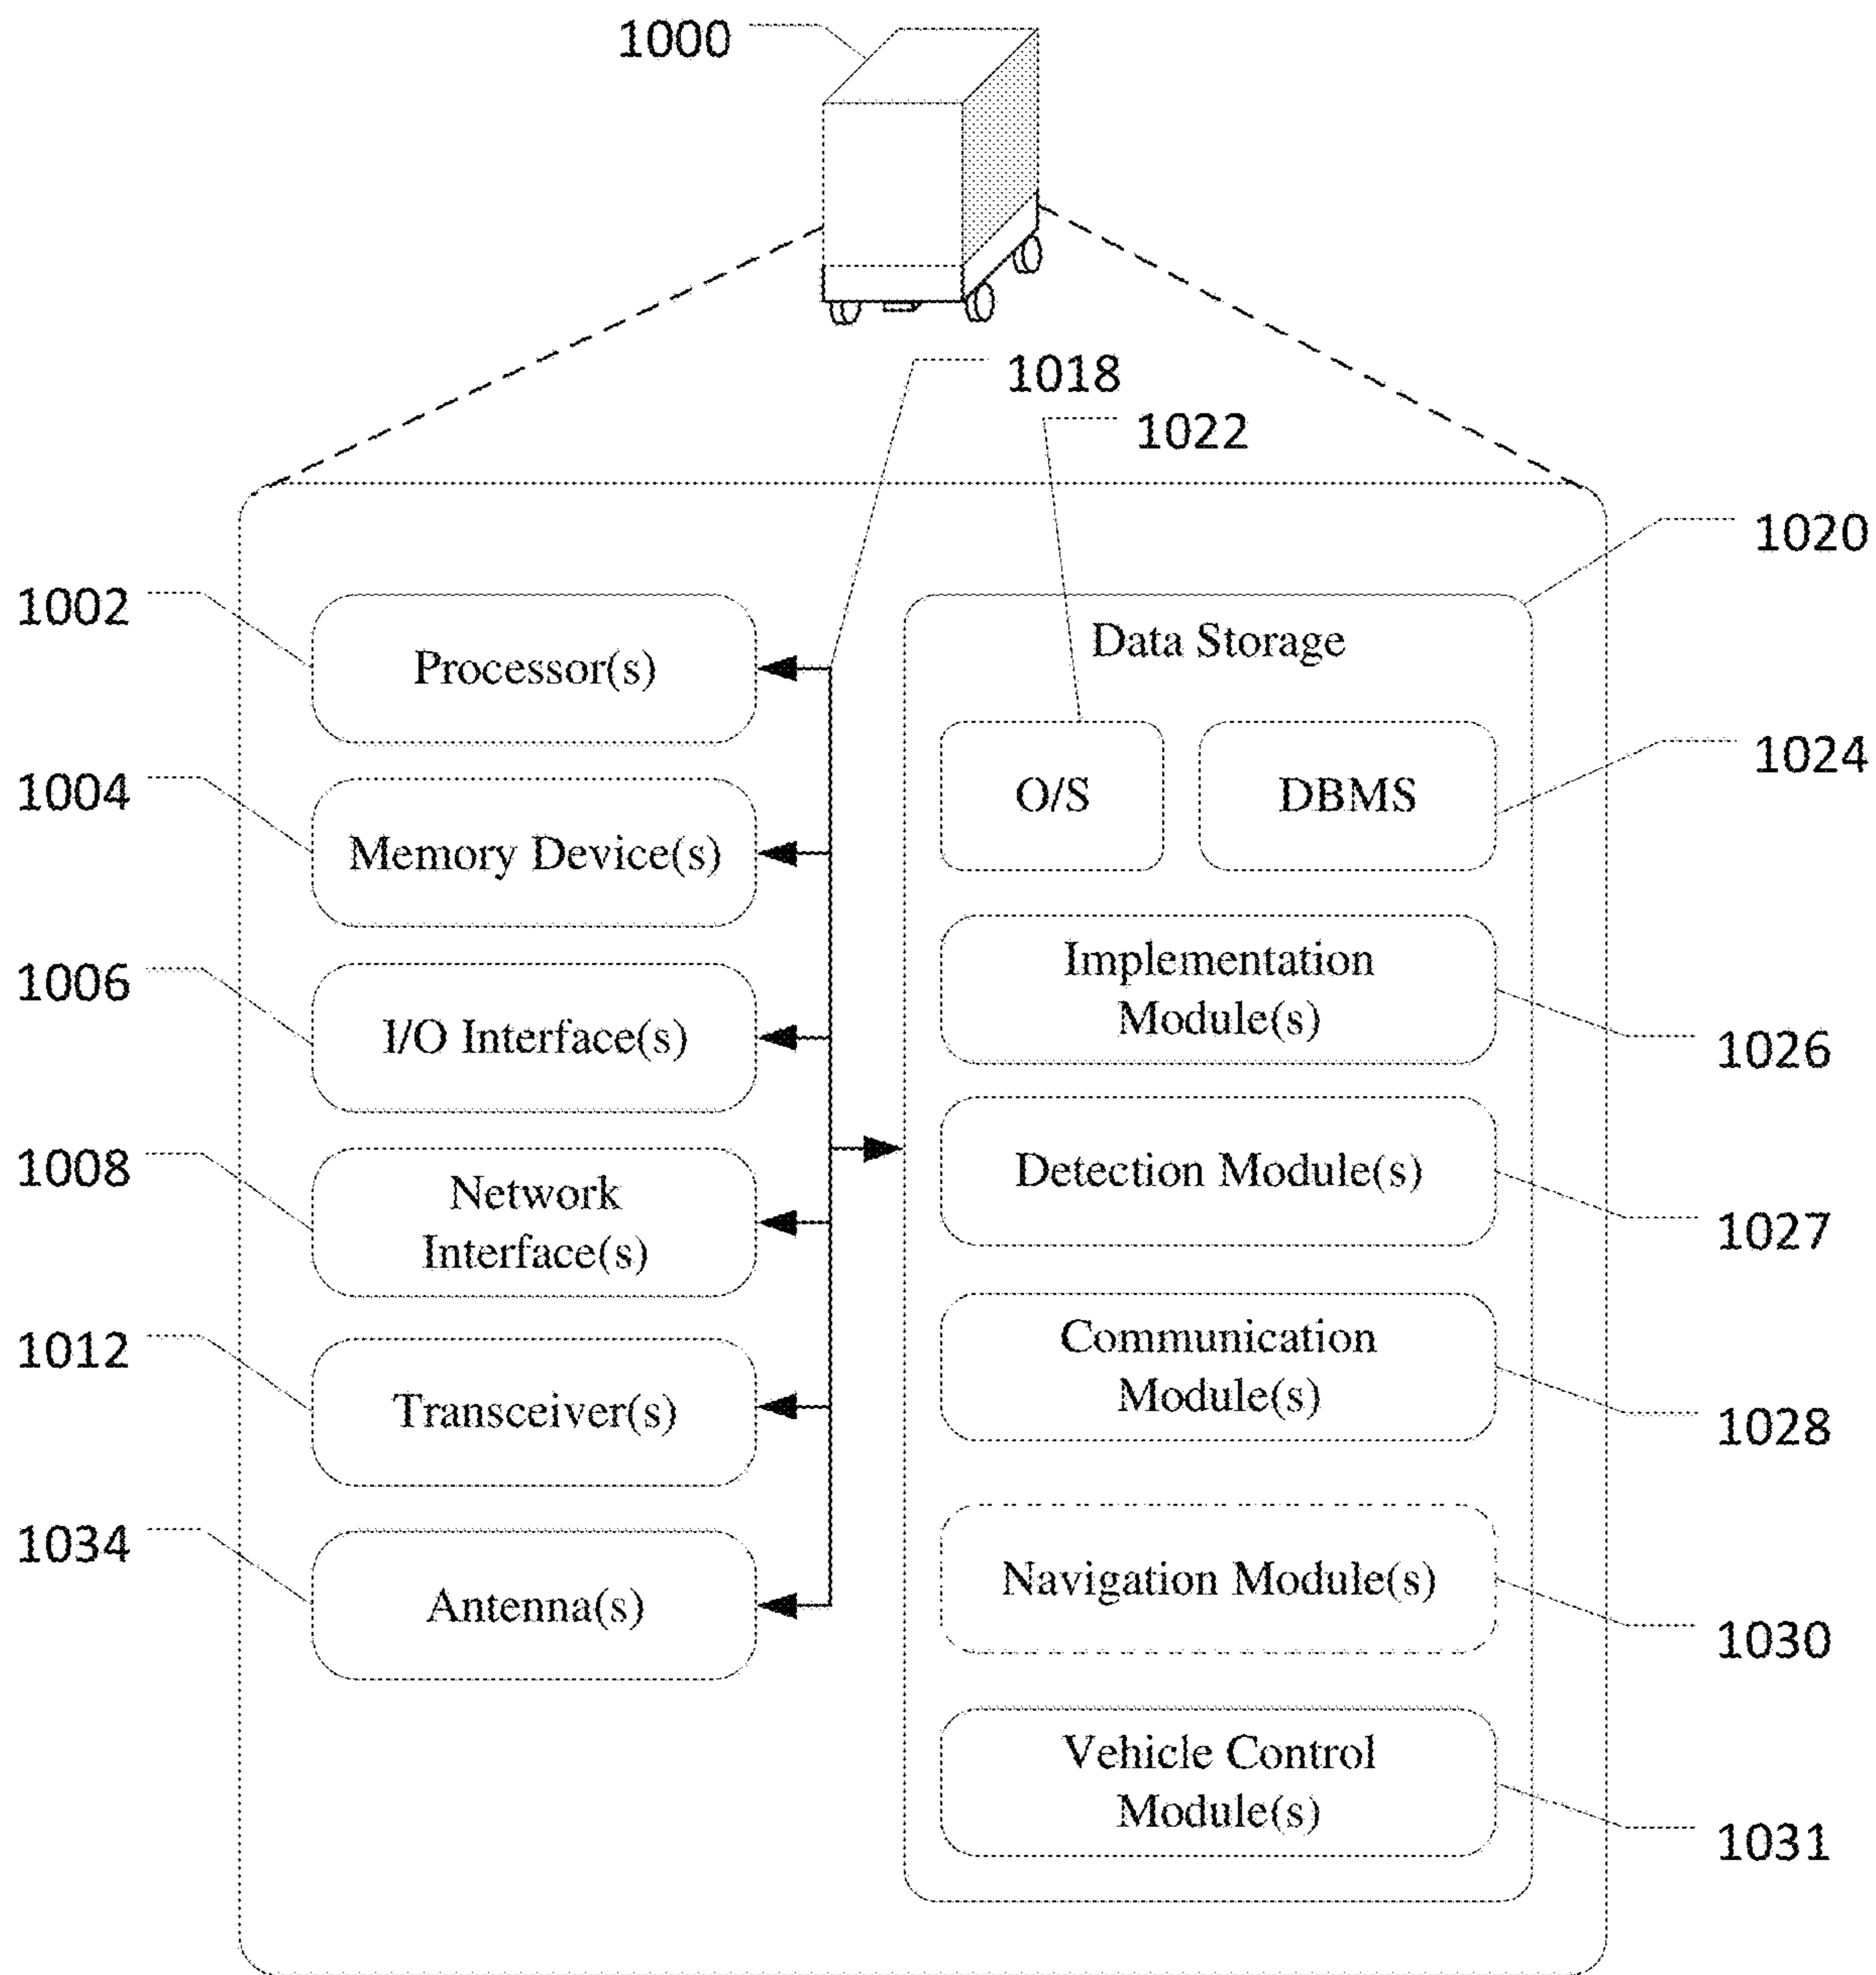 1000
1018
1022
1020
1002
Processor(s)
Data Storage
1004
Memory Device(s)
O/S
DBMS
1024
1006
I/O Interface(s)
Implementation
Module(s)
1026
1008
Network
Interface(s)
Detection Module(s)
1027
1012
Transceiver(s)
Communication
Module(s)
1028
1034
Antenna(s)
Navigation Module(s)
1030
Vehicle Control
Module(s)
1031